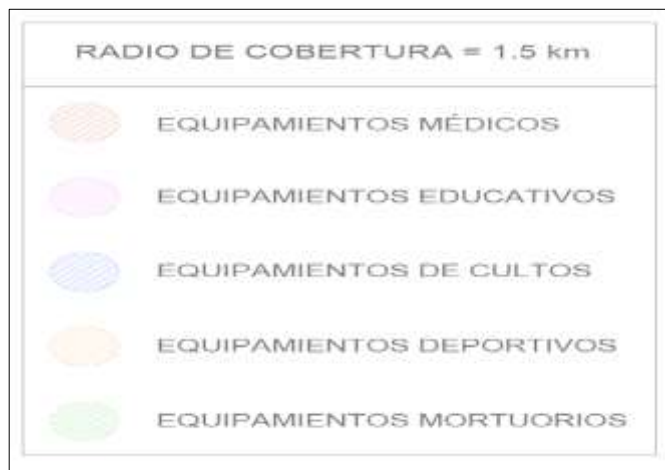 RADIO DE COBERTURA = 1.5 km
EQUIPAMIENTOS MÉDICOS
EQUIPAMIENTOS EDUCATIVOS
EQUIPAMIENTOS DE CULTOS
EQUIPAMIENTOS DEPORTIVOS
EQUIPAMIENTOS MORTUORIOS